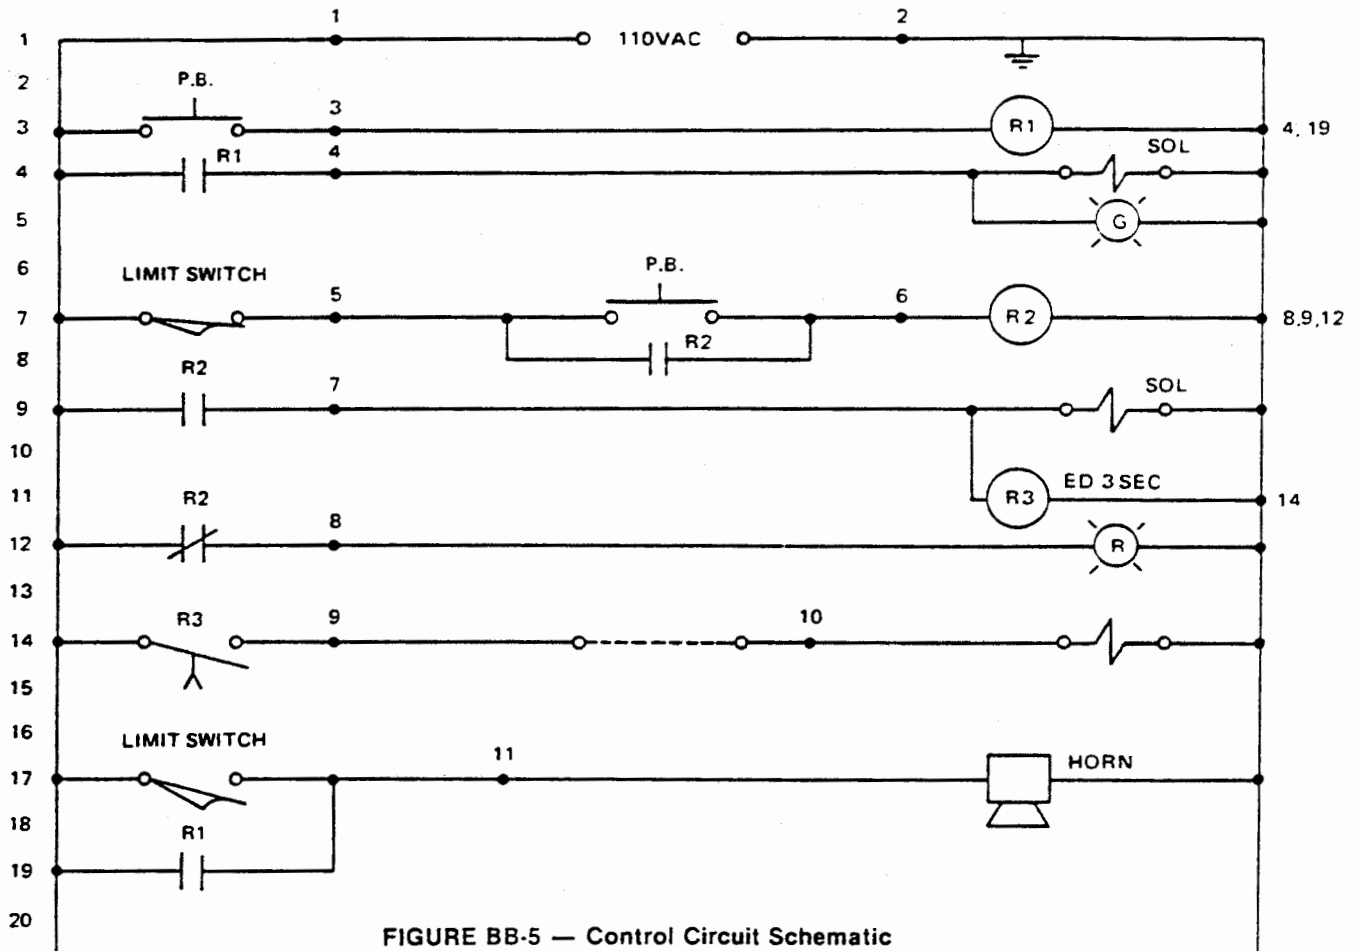 1 2
1 110VAC
2 P.B.
3 3 R1 4, 19
R1 4 SOL
4
5 G
6 LIMIT SWITCH P.B.
5 6
7 R2 8,9,12
8 R2
R2 7 SOL
9
10
11 R2 R3 ED 3 SEC 14
8
12 R
13
R3 9 10
14
15
16 LIMIT SWITCH
11
17 HORN
18 R1
19
20
FIGURE BB-5 — Control Circuit Schematic